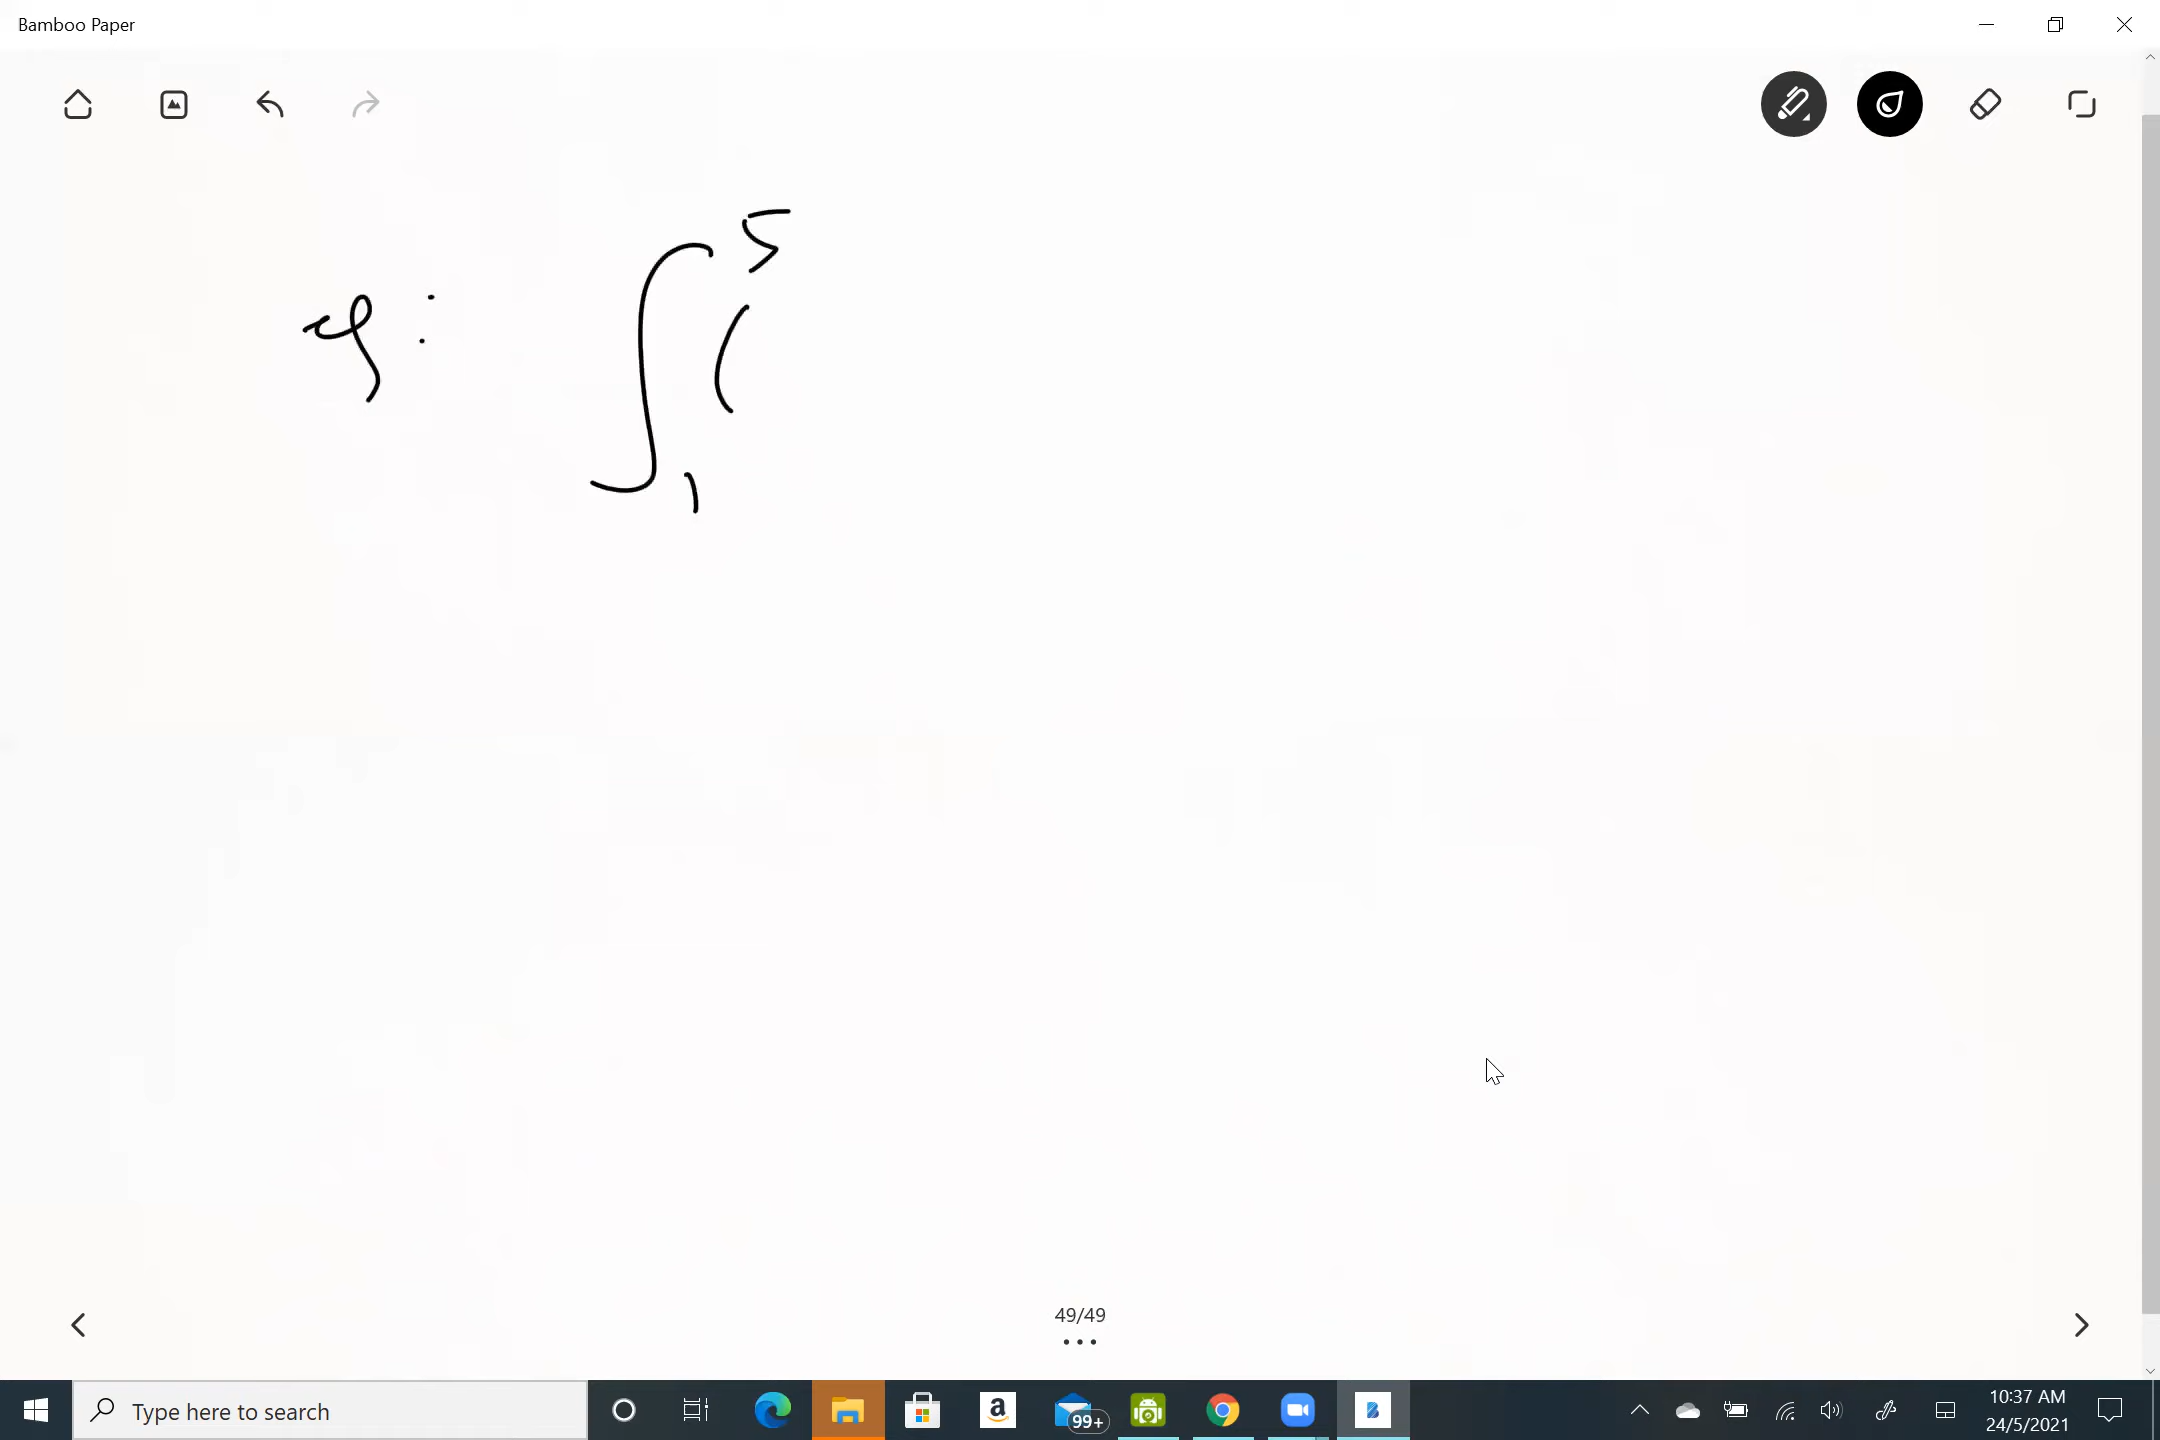 Bamboo Paper
eg : ∫₁⁵ (
49/49
Type here to search
99+
10:37 AM
24/5/2021